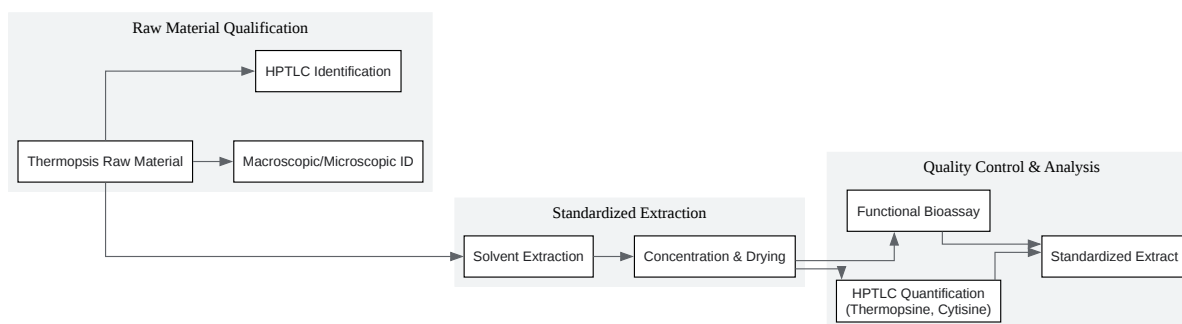 Raw Material Qualification
HPTLC Identification
Thermopsis Raw Material
Macroscopic/Microscopic ID
Standardized Extraction
Solvent Extraction
Concentration & Drying
Quality Control & Analysis
Functional Bioassay
Standardized Extract
HPTLC Quantification
(Thermopsine, Cytisine)